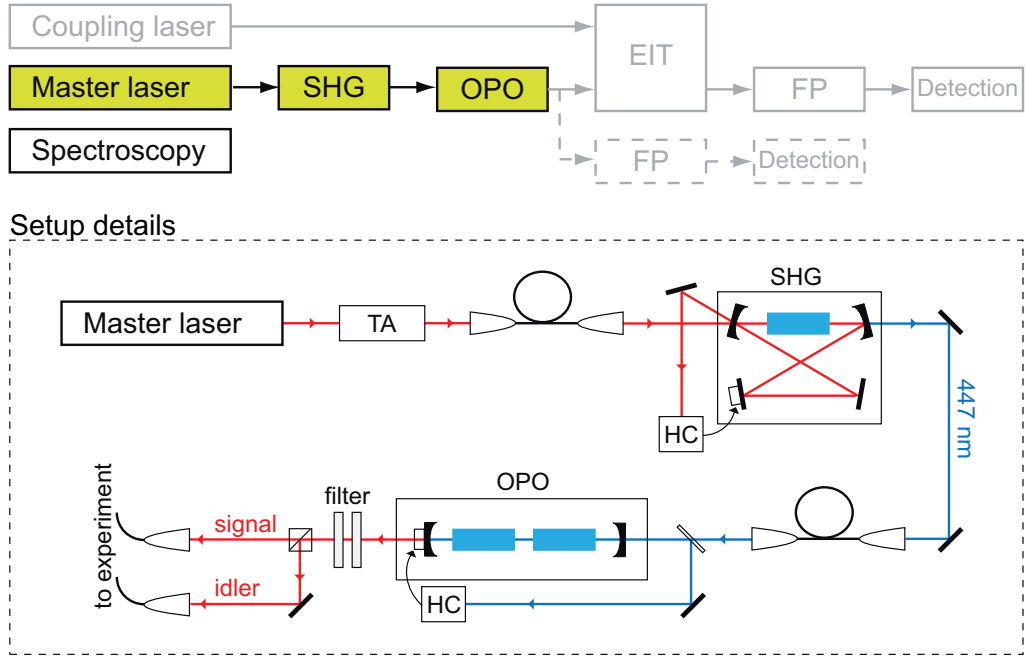 Coupling laser
EIT
Master laser
SHG
OPO
FP
Detection
Spectroscopy
FP
Detection
Setup details
SHG
Master laser
TA
HC
447 nm
OPO
filter
signal
idler
to experiment
HC